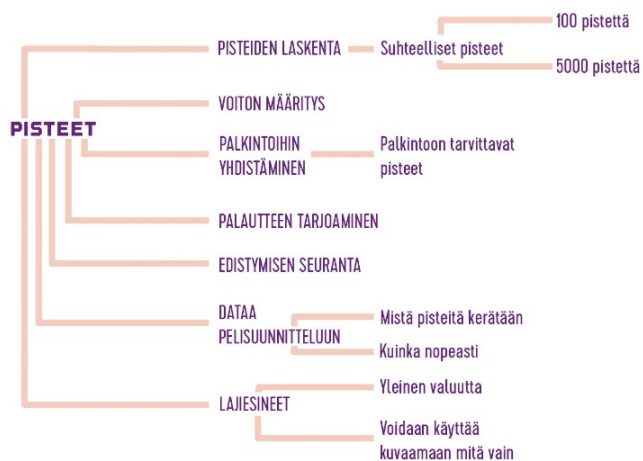 PISTEET
PISTEIDEN LASKENTA
Suhteelliset pisteet
100 pistettä
5000 pistettä
VOITON MÄÄRITYS
PALKINTOIHIN
YHDISTÄMINEN
Palkintoon tarvittavat
pisteet
PALAUTTEEN TARJOAMINEN
EDISTYMISEN SEURANTA
DATAA
PELISUUNNITTELUUN
Mistä pisteitä kerätään
Kuinka nopeasti
LAJIESINEET
Yleinen valuutta
Voidaan käyttää
kuvaamaan mitä vain